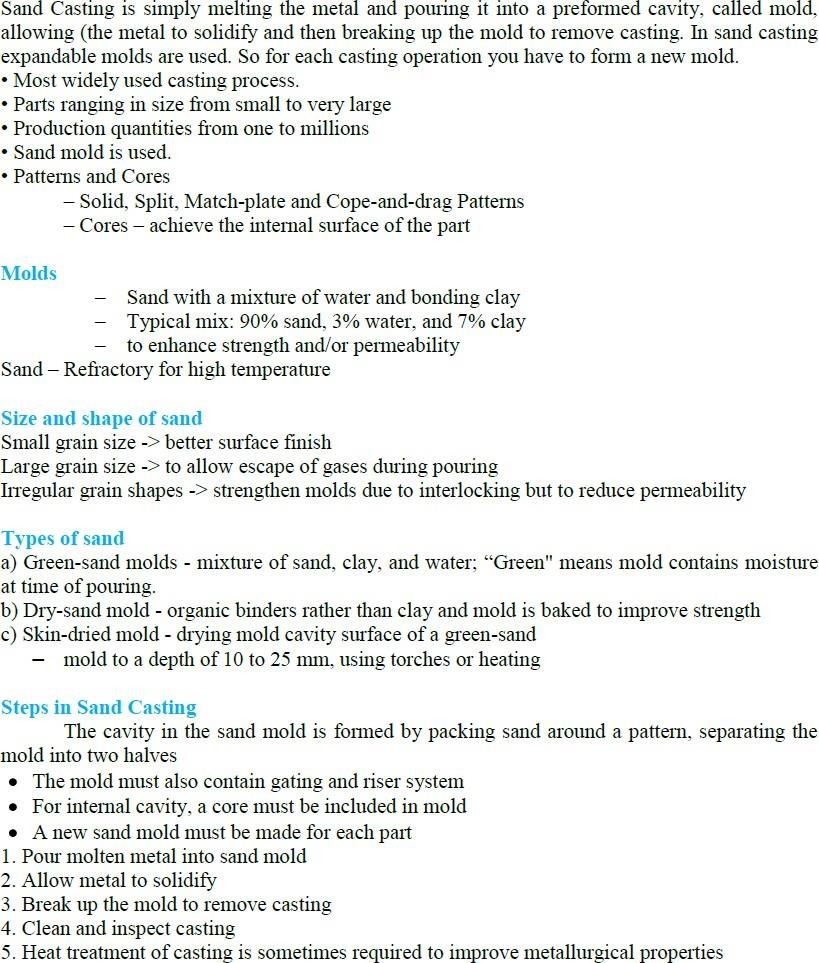 Sand Casting is simply melting the metal and pouring it into a preformed cavity, called mold,
allowing (the metal to solidify and then breaking up the mold to remove casting. In sand casting
expandable molds are used. So for each casting operation you have to form a new mold.
• Most widely used casting process.
• Parts ranging in size from small to very large
• Production quantities from one to millions
• Sand mold is used.
• Patterns and Cores
– Solid, Split, Match-plate and Cope-and-drag Patterns
– Cores – achieve the internal surface of the part
Molds
– Sand with a mixture of water and bonding clay
– Typical mix: 90% sand, 3% water, and 7% clay
– to enhance strength and/or permeability
Sand – Refractory for high temperature
Size and shape of sand
Small grain size -> better surface finish
Large grain size -> to allow escape of gases during pouring
Irregular grain shapes -> strengthen molds due to interlocking but to reduce permeability
Types of sand
a) Green-sand molds - mixture of sand, clay, and water; “Green" means mold contains moisture
at time of pouring.
b) Dry-sand mold - organic binders rather than clay and mold is baked to improve strength
c) Skin-dried mold - drying mold cavity surface of a green-sand
– mold to a depth of 10 to 25 mm, using torches or heating
Steps in Sand Casting
The cavity in the sand mold is formed by packing sand around a pattern, separating the
mold into two halves
• The mold must also contain gating and riser system
• For internal cavity, a core must be included in mold
• A new sand mold must be made for each part
1. Pour molten metal into sand mold
2. Allow metal to solidify
3. Break up the mold to remove casting
4. Clean and inspect casting
5. Heat treatment of casting is sometimes required to improve metallurgical properties